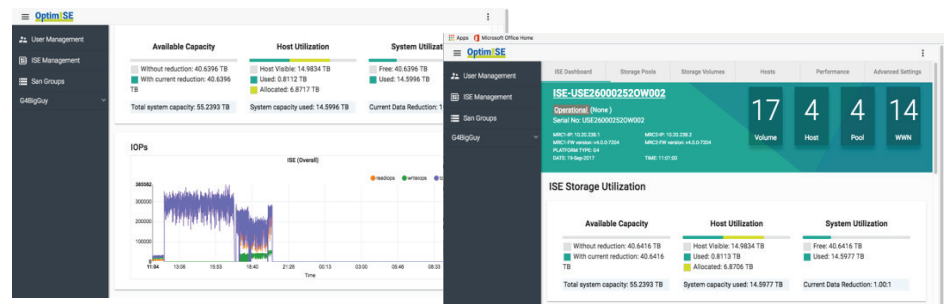 OptimISE
User Management
ISE Management
San Groups
G4BigGuy
Available Capacity
Without reduction: 40.6396 TB
With current reduction: 40.6396
TB
Total system capacity: 55.2393 TB
Host Utilization
Host Visible: 14.9834 TB
Used: 0.8112 TB
Allocated: 6.8717 TB
System capacity used: 14.5996 TB
System Utilizat
Free: 40.6396 TB
Used: 14.5996 TB
Current Data Reduction: 1
IOPs
ISE (Overall)
readiops writeiops
300000
200000
100000
0
11:04 13:05 15:53 18:40 21:26 00:13 03:00 05:46 08:33
Time
Apps Microsoft Office Home
OptimISE
User Management
ISE Management
San Groups
G4BigGuy
ISE Dashboard Storage Pools Storage Volumes Hosts Performance Advanced Settings
ISE-USE260002520W002
Operational (None )
Serial No: USE260002520W002
MRC1-IP: 10.20.238.1 MRC2-IP: 10.20.238.2
MRC1-FW version: v4.0.0-7204 MRC2-FW version: v4.0.0-7204
PLATFORM TYPE: G4
DATE: 19-Sep-2017 TIME: 11:07:00
17 4 4 14
Volume Host Pool WWN
ISE Storage Utilization
Available Capacity
Without reduction: 40.6416 TB
With current reduction: 40.6416
TB
Total system capacity: 55.2393 TB
Host Utilization
Host Visible: 14.9834 TB
Used: 0.8113 TB
Allocated: 6.8706 TB
System capacity used: 14.5977 TB
System Utilization
Free: 40.6416 TB
Used: 14.5977 TB
Current Data Reduction: 1.00:1